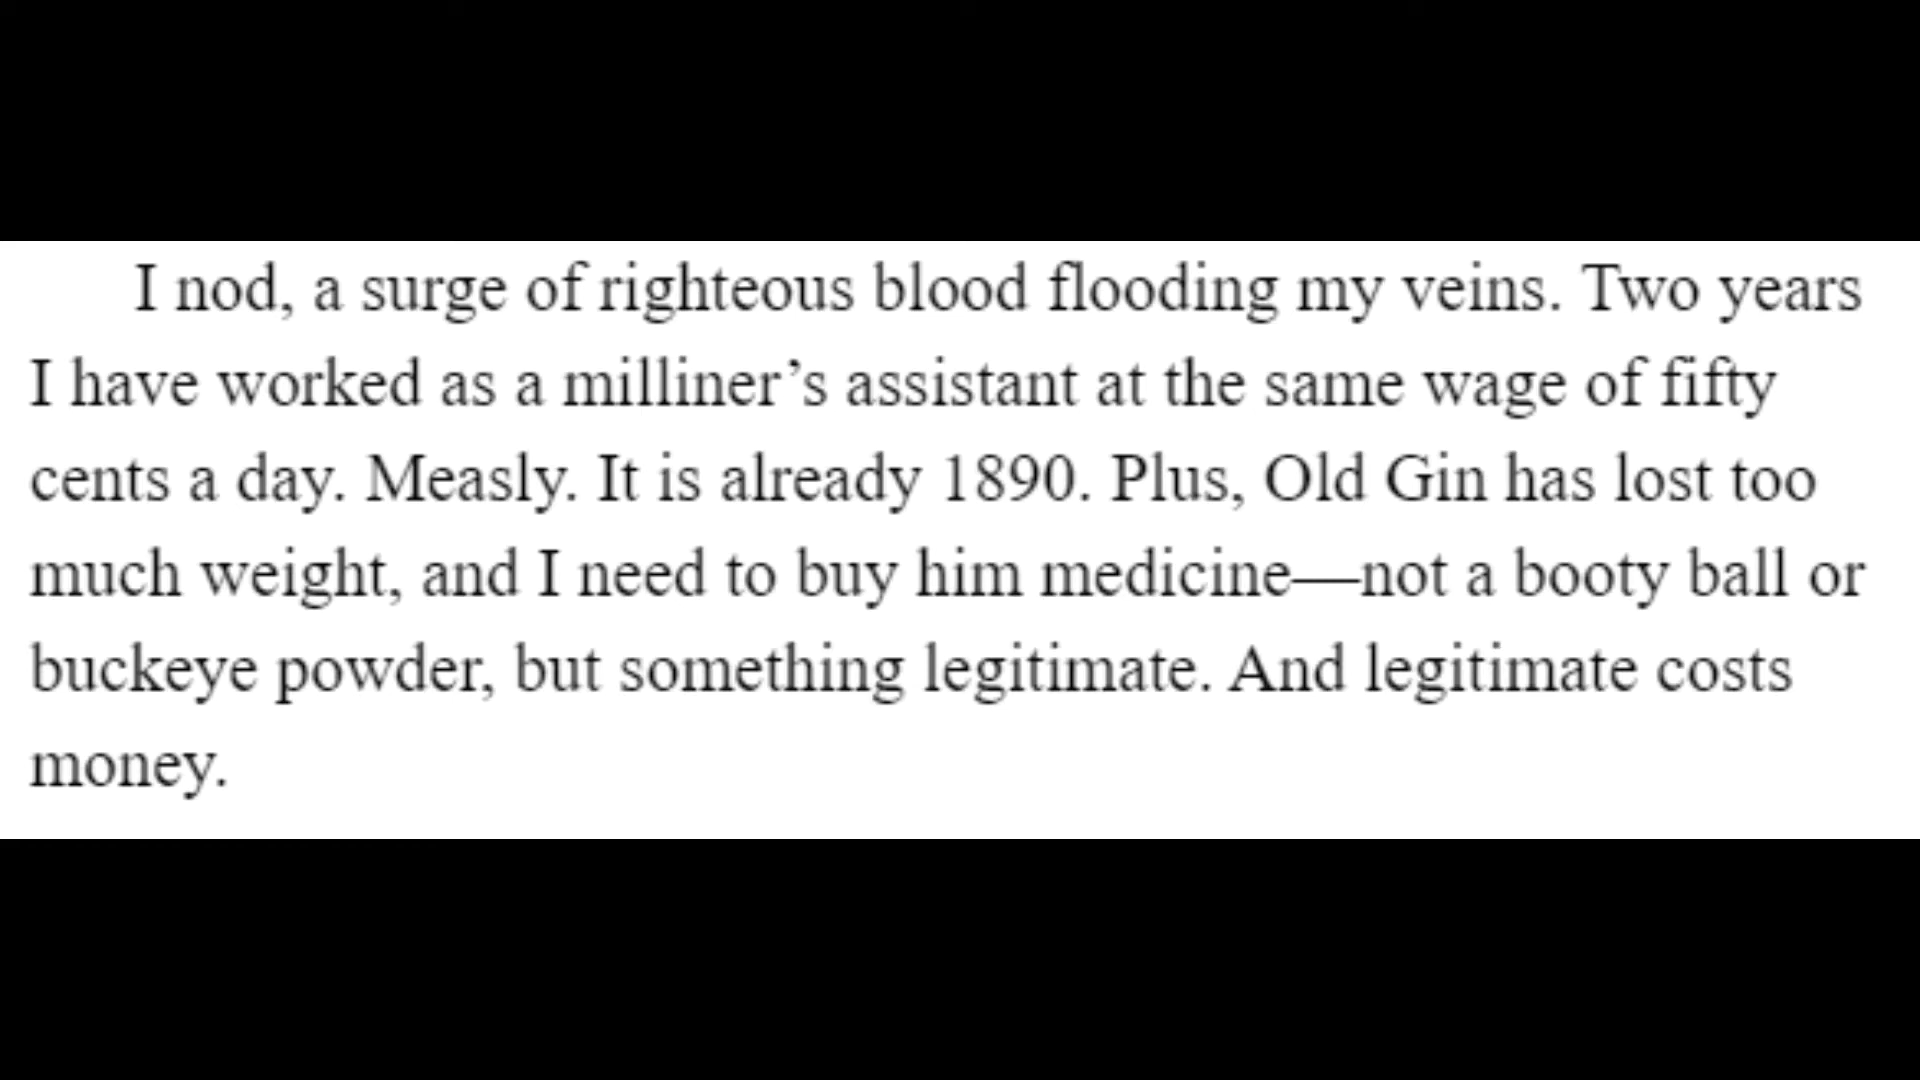 I nod, a surge of righteous blood flooding my veins. Two years
I have worked as a milliner’s assistant at the same wage of fifty
cents a day. Measly. It is already 1890. Plus, Old Gin has lost too
much weight, and I need to buy him medicine—not a booty ball or
buckeye powder, but something legitimate. And legitimate costs
money.